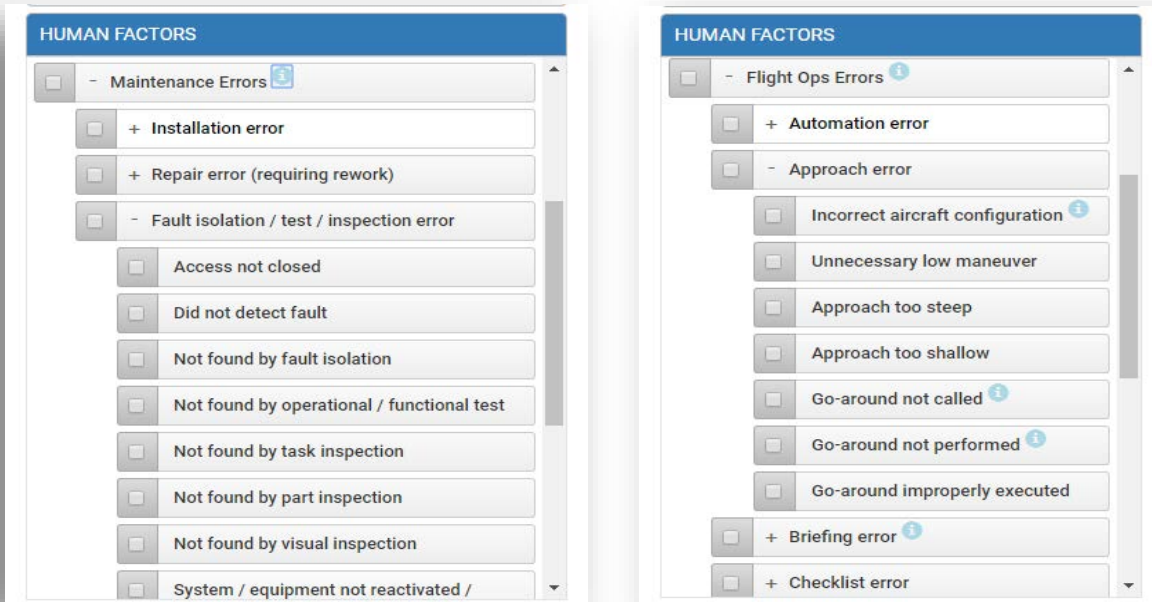 HUMAN FACTORS
- Maintenance Errors
+ Installation error
+ Repair error (requiring rework)
- Fault isolation / test / inspection error
Access not closed
Did not detect fault
Not found by fault isolation
Not found by operational / functional test
Not found by task inspection
Not found by part inspection
Not found by visual inspection
System / equipment not reactivated /
HUMAN FACTORS
- Flight Ops Errors
+ Automation error
- Approach error
Incorrect aircraft configuration
Unnecessary low maneuver
Approach too steep
Approach too shallow
Go-around not called
Go-around not performed
Go-around improperly executed
+ Briefing error
+ Checklist error